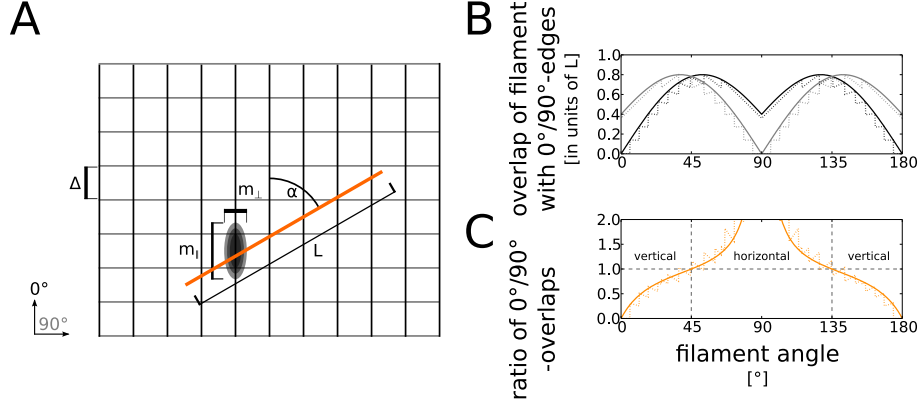 A
Δ
m⊥
α
m∥
L
0°
90°
B
overlap of filament
with 0°/90°-edges
[in units of L]
1.0
0.8
0.6
0.4
0.2
0.0
0
45
90
135
180
C
ratio of 0°/90°
-overlaps
2.0
1.5
1.0
0.5
0.0
vertical
horizontal
vertical
0
45
90
135
180
filament angle
[°]